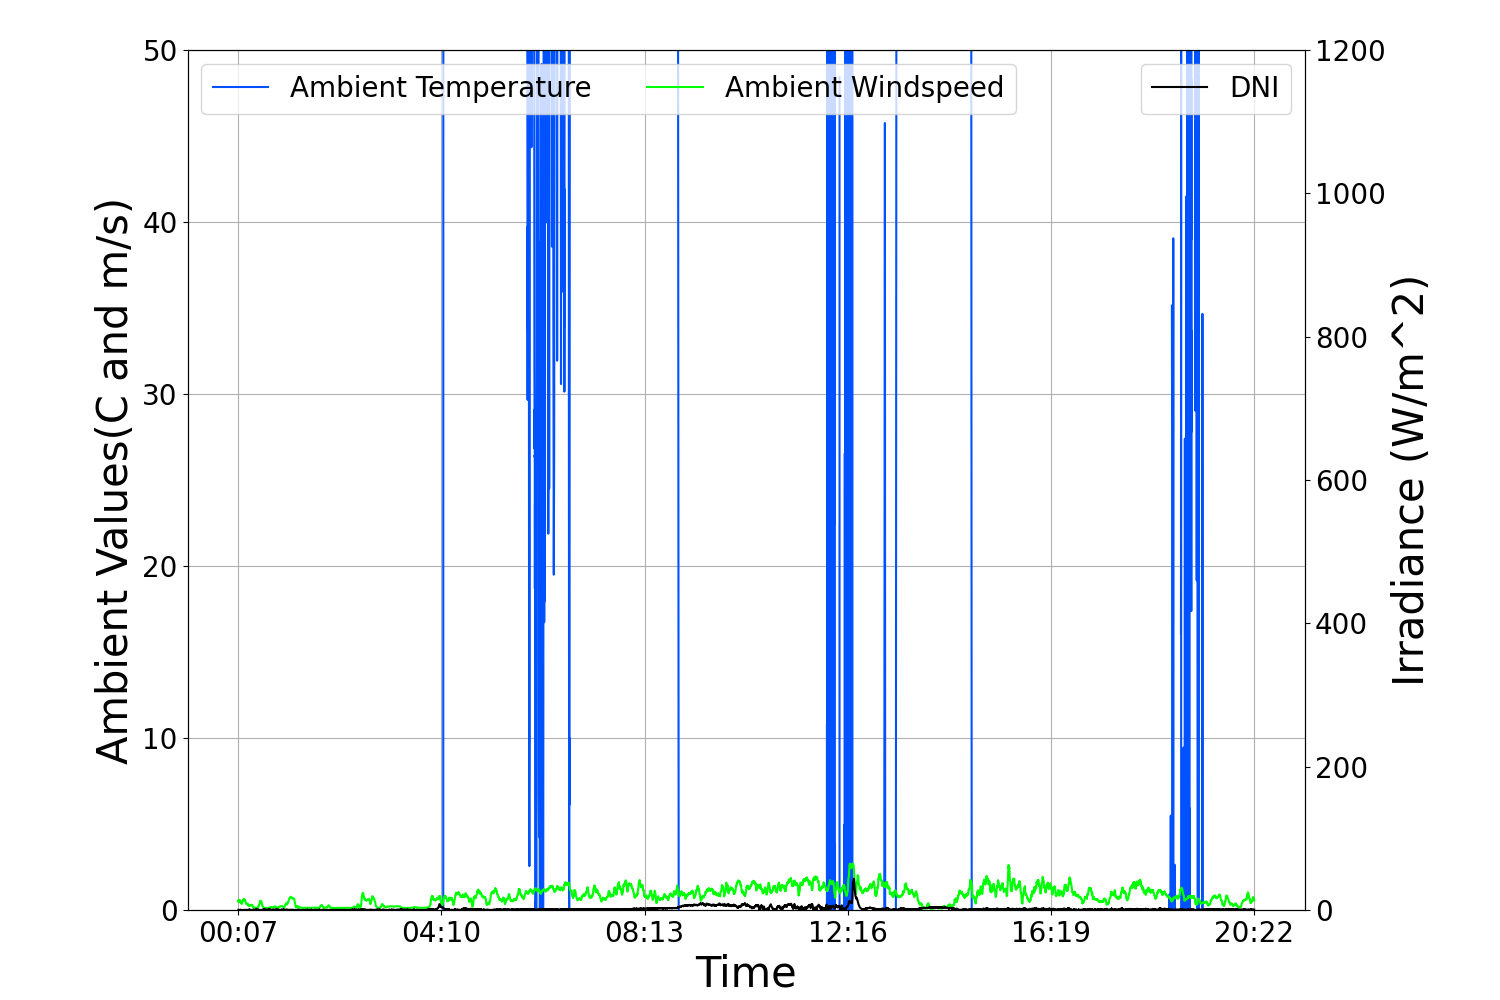 Ambient Temperature
Ambient Windspeed
DNI
50
40
30
20
10
0
Ambient Values(C and m/s)
1200
1000
800
600
400
200
0
Irradiance (W/m^2)
00:07 04:10 08:13 12:16 16:19 20:22
Time